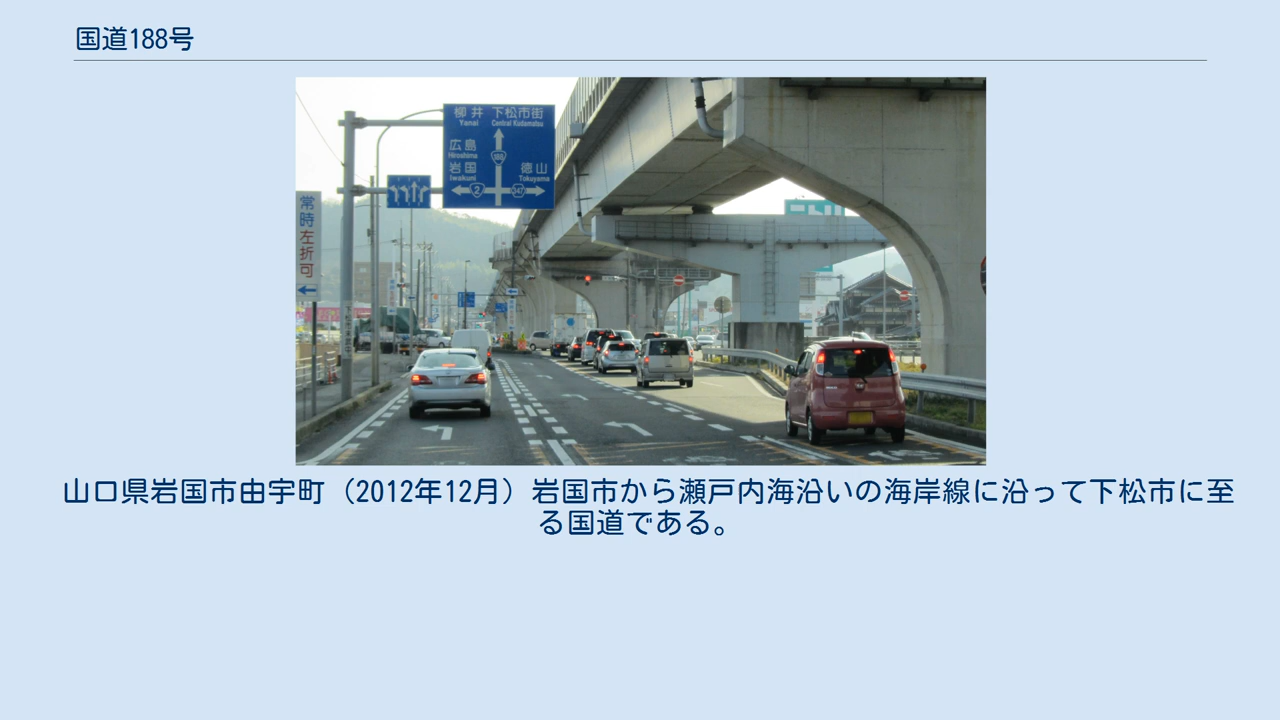 国道188号
柳井 下松市街
Yanai Central Kudamatsu
広島
Hiroshima
188
岩国 徳山
Iwakuni Tokuyama
2 347
常時左折可
山口県岩国市由宇町（2012年12月）岩国市から瀬戸内海沿いの海岸線に沿って下松市に至
る国道である。